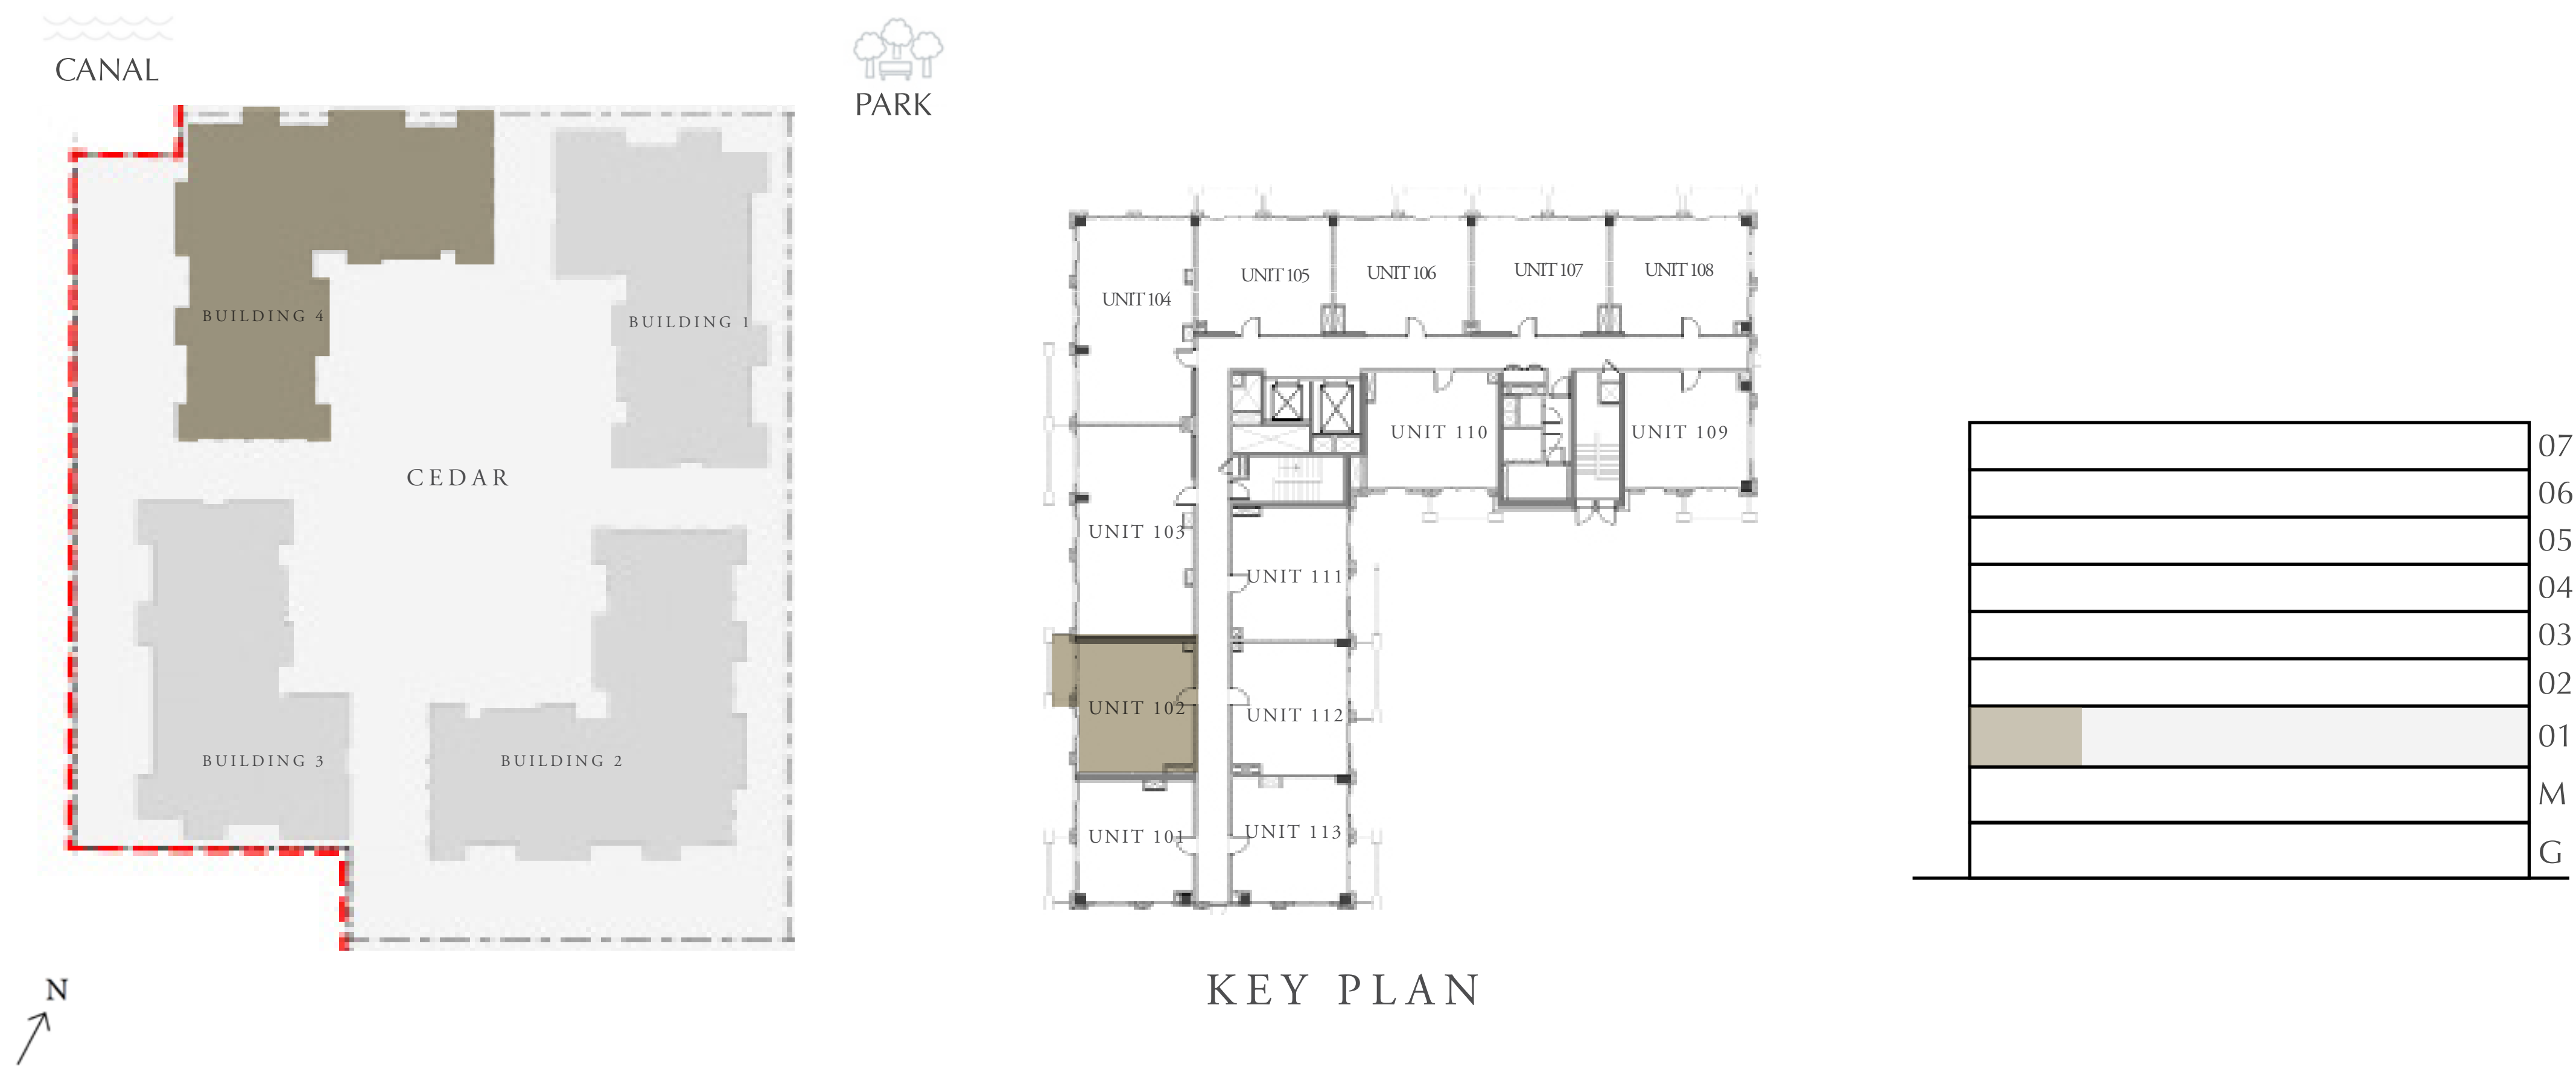 CANAL
PARK
BUILDING 4
BUILDING 1
CEDAR
BUILDING 3
BUILDING 2
N
UNIT 104
UNIT 105
UNIT 106
UNIT 107
UNIT 108
UNIT 110
UNIT 109
UNIT 103
UNIT 111
UNIT 102
UNIT 112
UNIT 101
UNIT 113
KEY PLAN
07
06
05
04
03
02
01
M
G